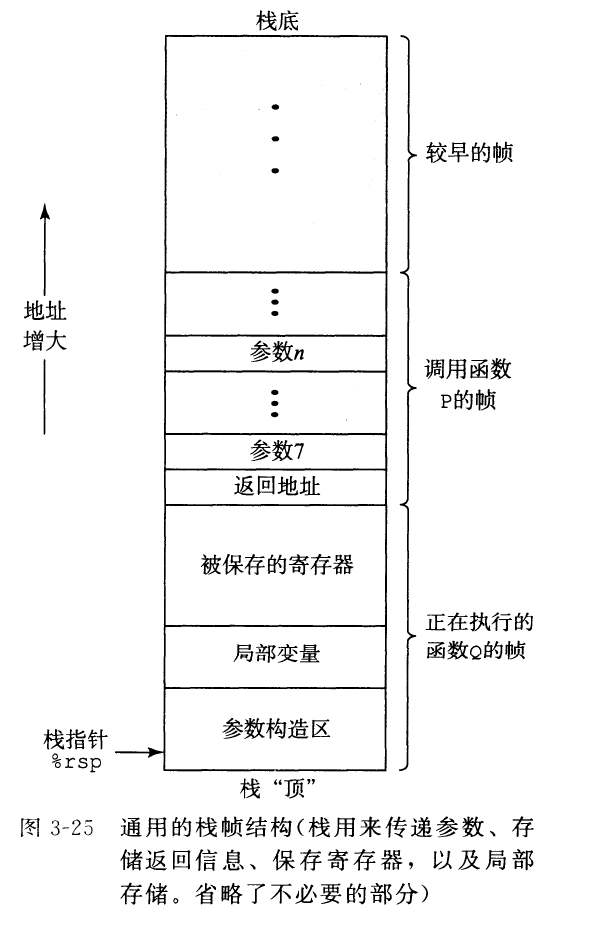 栈底
较早的帧
地址
增大
参数n
调用函数
P的帧
参数7
返回地址
被保存的寄存器
正在执行的
函数Q的帧
局部变量
参数构造区
栈指针
%rsp
栈“顶”
图 3-25 通用的栈帧结构(栈用来传递参数、存
储返回信息、保存寄存器，以及局部
存储。省略了不必要的部分)